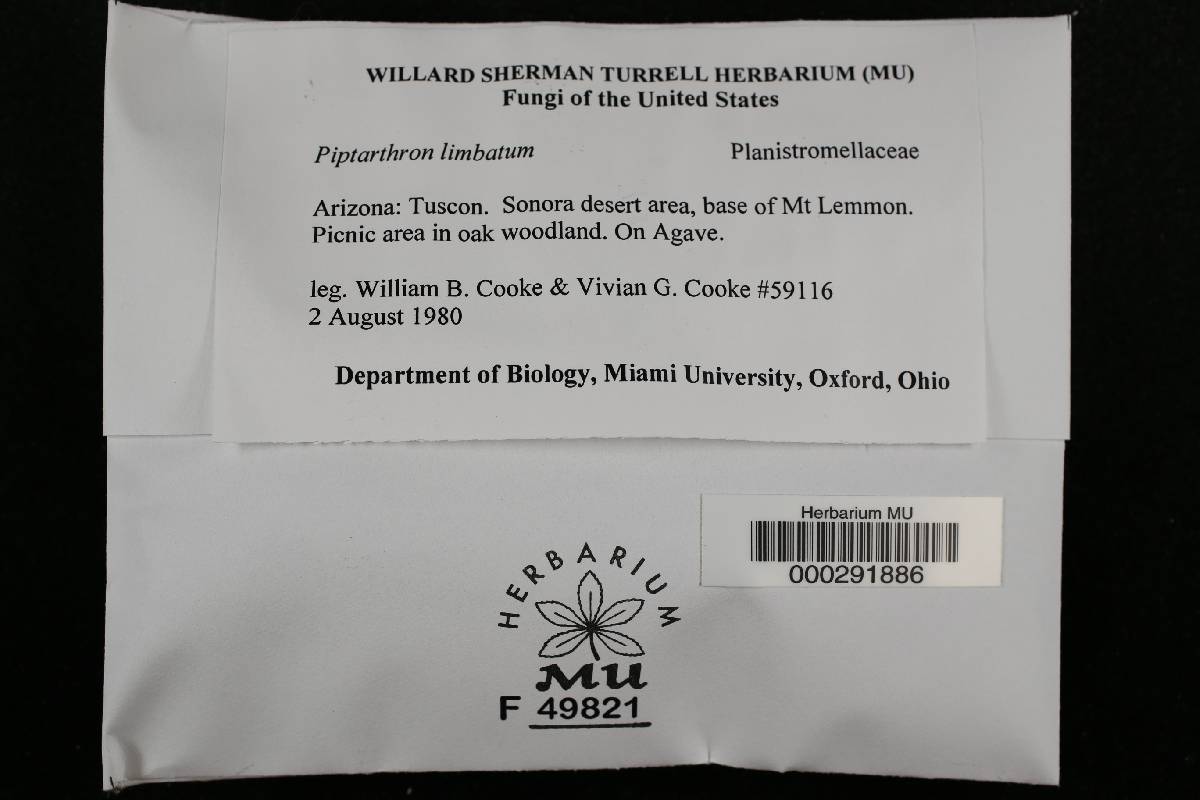 WILLARD SHERMAN TURRELL HERBARIUM (MU)
Fungi of the United States
Piptarthron limbatum Planistromellaceae
Arizona: Tuscon. Sonora desert area, base of Mt Lemmon.
Picnic area in oak woodland. On Agave.
leg. William B. Cooke & Vivian G. Cooke #59116
2 August 1980
Department of Biology, Miami University, Oxford, Ohio
Herbarium MU
000291886
HERBARIUM
MU
F 49821